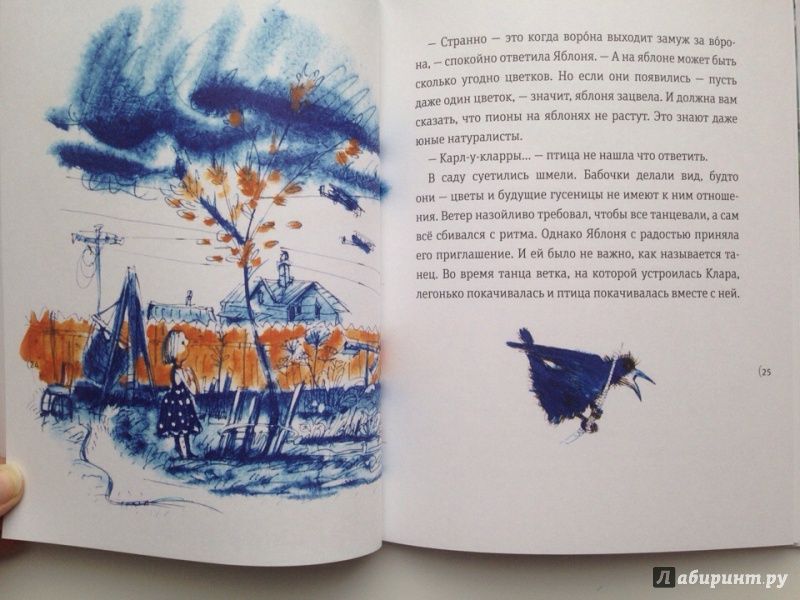 — Странно — это когда воро́на выходит замуж за во́ро-
на, — спокойно ответила Яблоня. — А на яблоне может быть
сколько угодно цветков. Но если они появились — пусть
даже один цветок, — значит, яблоня зацвела. И должна вам
сказать, что пионы на яблонях не растут. Это знают даже
юные натуралисты.
— Карл-у-кларры... — птица не нашла что ответить.
В саду суетились шмели. Бабочки делали вид, будто
они — цветы и будущие гусеницы не имеют к ним отноше-
ния. Ветер назойливо требовал, чтобы все танцевали, а сам
всё сбивался с ритма. Однако Яблоня с радостью приняла
его приглашение. И ей было не важно, как называется та-
нец. Во время танца ветка, на которой устроилась Клара,
легонько покачивалась и птица покачивалась вместе с ней.
(24
(25
Лабиринт.ру